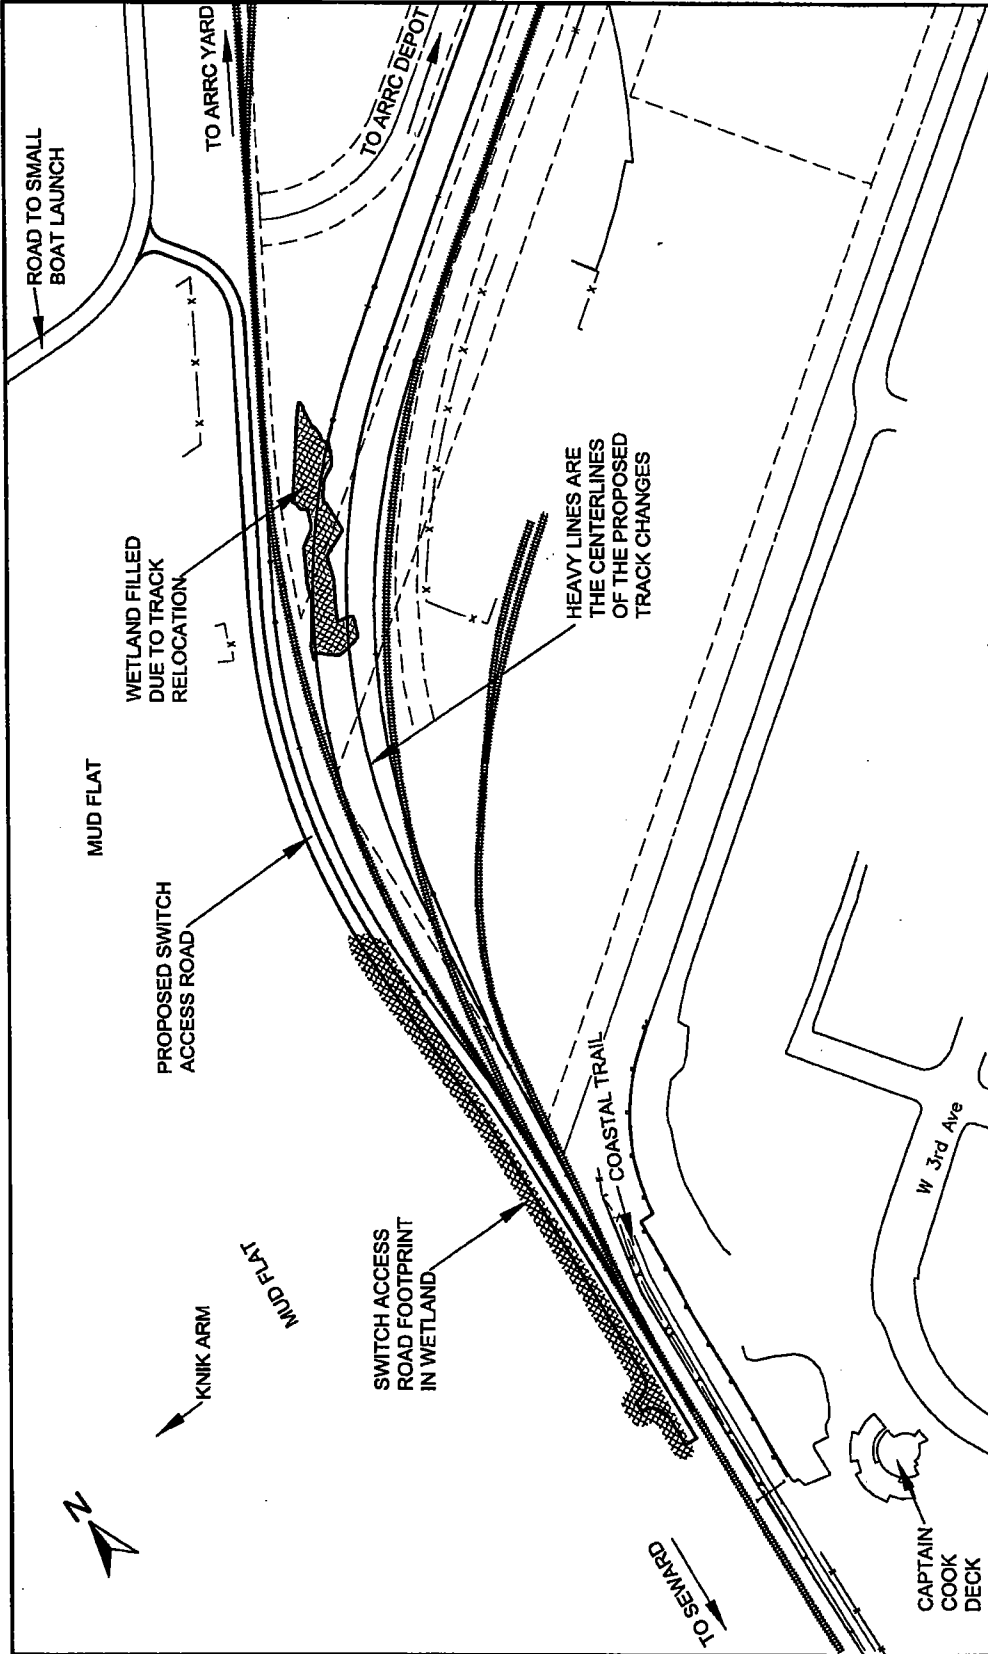 ROAD TO SMALL
BOAT LAUNCH
TO ARRC YARD
TO ARRC DEPOT
WETLAND FILLED
DUE TO TRACK
RELOCATION
HEAVY LINES ARE
THE CENTERLINES
OF THE PROPOSED
TRACK CHANGES
MUD FLAT
PROPOSED SWITCH
ACCESS ROAD
COASTAL TRAIL
W 3rd Ave
SWITCH ACCESS
ROAD FOOTPRINT
IN WETLAND
MUD FLAT
KNIK ARM
N
TO SEWARD
CAPTAIN
COOK
DECK